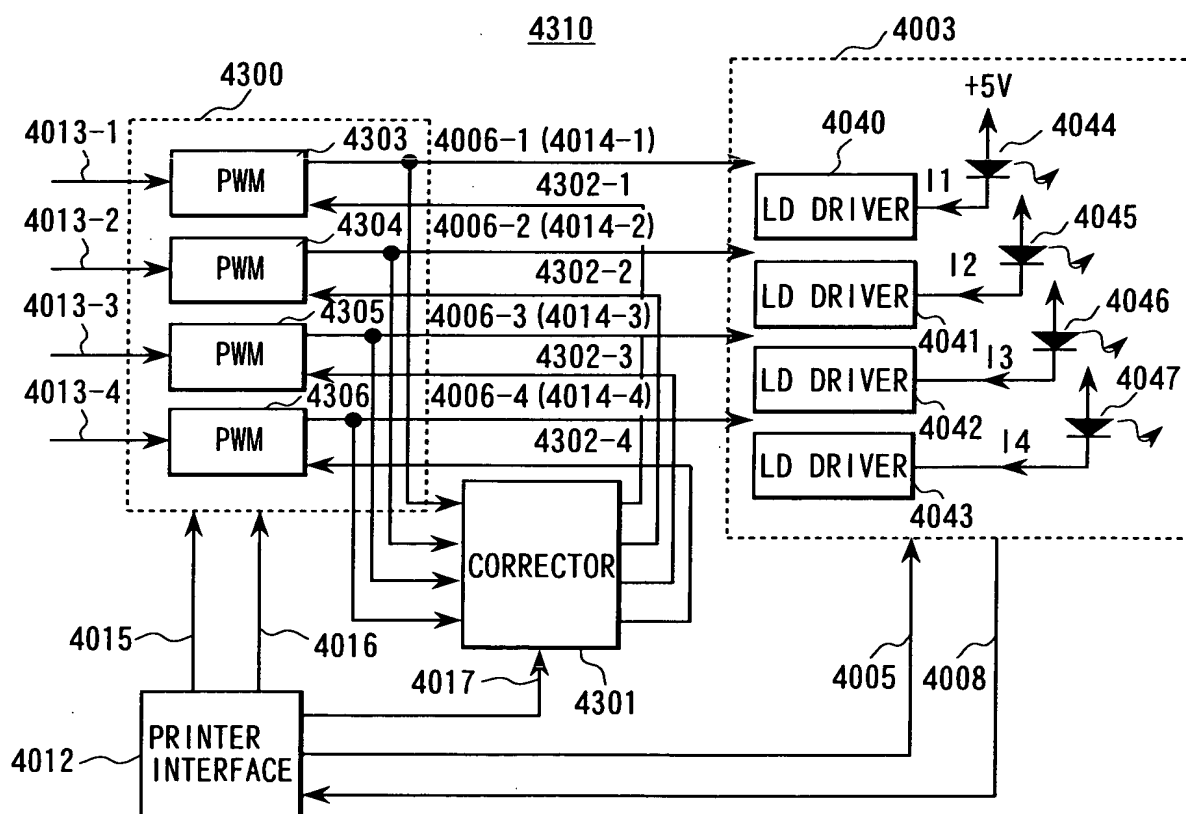 4310
4003
4300
+5V
4013-1
4303
4006-1 (4014-1)
4040
4044
PWM
4302-1
LD DRIVER
I1
4013-2
4304
4006-2 (4014-2)
4045
PWM
4302-2
LD DRIVER
I2
4041
4013-3
4305
4006-3 (4014-3)
4046
PWM
4302-3
LD DRIVER
I3
4042
4013-4
4306
4006-4 (4014-4)
4047
PWM
4302-4
LD DRIVER
I4
4043
CORRECTOR
4015
4016
4017
4301
4005
4008
4012
PRINTER
INTERFACE